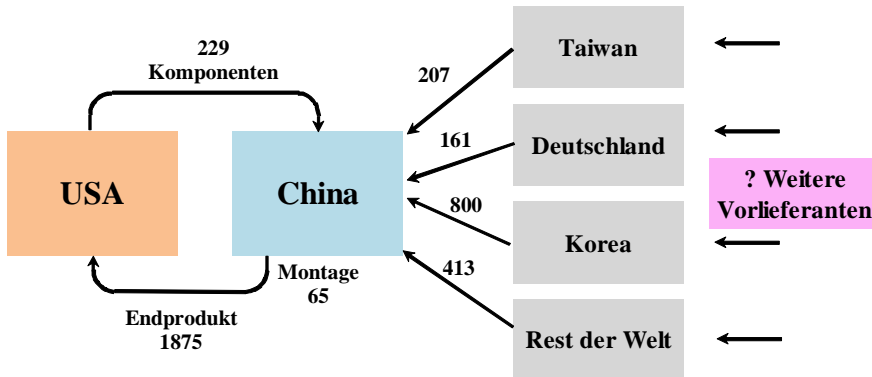 229
Komponenten
USA
China
Montage
65
Endprodukt
1875
207
161
800
413
Taiwan
Deutschland
Korea
Rest der Welt
? Weitere
Vorlieferanten